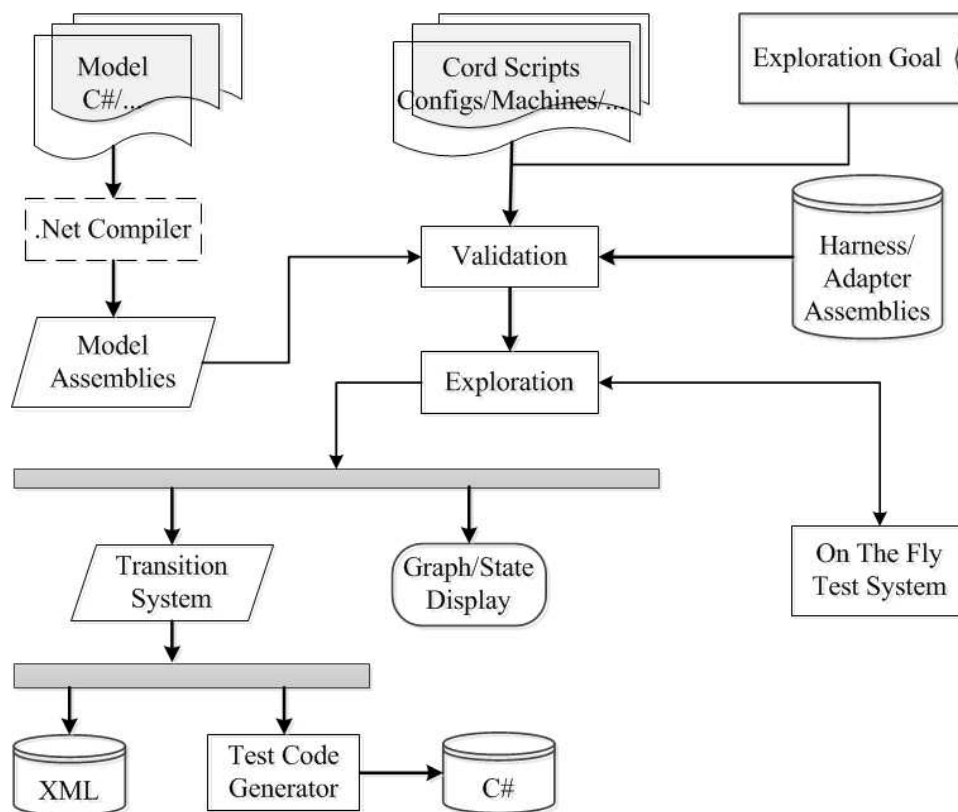 Model
C#/...
Cord Scripts
Configs/Machines/...
Exploration Goal
.Net Compiler
Validation
Harness/
Adapter
Assemblies
Model
Assemblies
Exploration
Transition
System
Graph/State
Display
On The Fly
Test System
XML
Test Code
Generator
C#